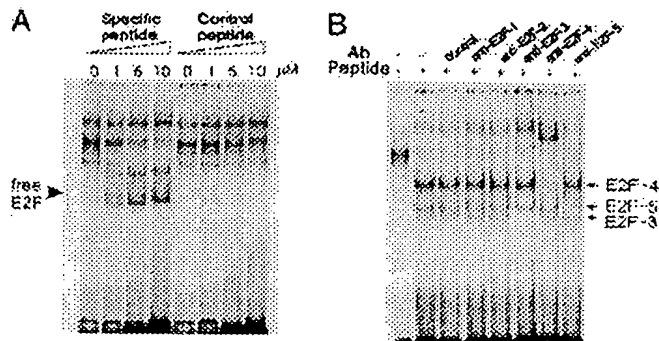 A
Specific peptide
Control peptide
0 1 5 10 0 1 5 10 μM
free E2F
B
Ab - - control anti-E2F-1 anti-E2F-2 anti-E2F-3 anti-E2F-4 anti-E2F-5
Peptide - + + + + + + +
E2F-4
E2F-5
E2F-3